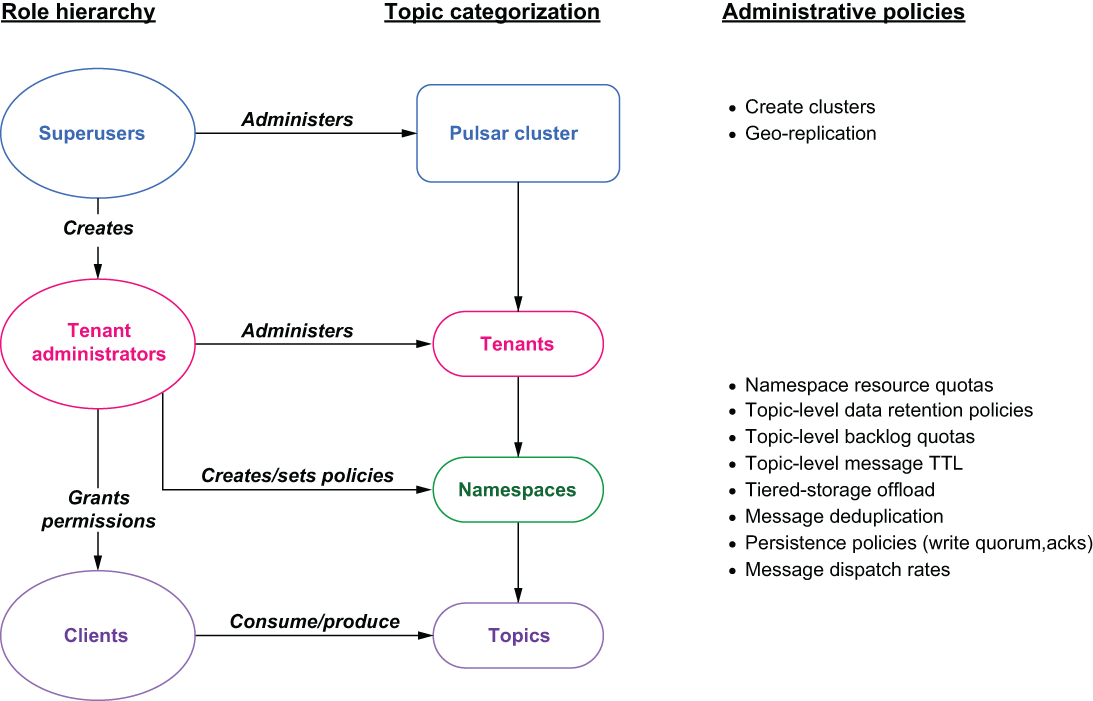 Role hierarchy
Topic categorization
Administrative policies
Superusers
Administers
Pulsar cluster
• Create clusters
• Geo-replication
Creates
Tenant
administrators
Administers
Tenants
• Namespace resource quotas
• Topic-level data retention policies
• Topic-level backlog quotas
• Topic-level message TTL
• Tiered-storage offload
• Message deduplication
• Persistence policies (write quorum,acks)
• Message dispatch rates
Creates/sets policies
Namespaces
Grants
permissions
Clients
Consume/produce
Topics